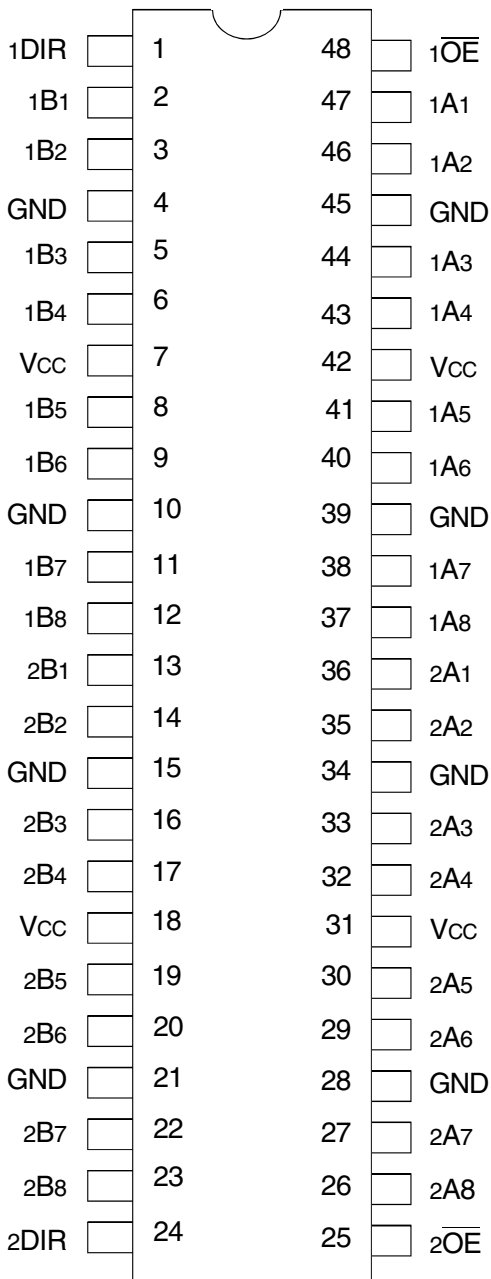 1DIR 1 48 1O̅E̅
1B1 2 47 1A1
1B2 3 46 1A2
GND 4 45 GND
1B3 5 44 1A3
1B4 6 43 1A4
VCC 7 42 VCC
1B5 8 41 1A5
1B6 9 40 1A6
GND 10 39 GND
1B7 11 38 1A7
1B8 12 37 1A8
2B1 13 36 2A1
2B2 14 35 2A2
GND 15 34 GND
2B3 16 33 2A3
2B4 17 32 2A4
VCC 18 31 VCC
2B5 19 30 2A5
2B6 20 29 2A6
GND 21 28 GND
2B7 22 27 2A7
2B8 23 26 2A8
2DIR 24 25 2O̅E̅